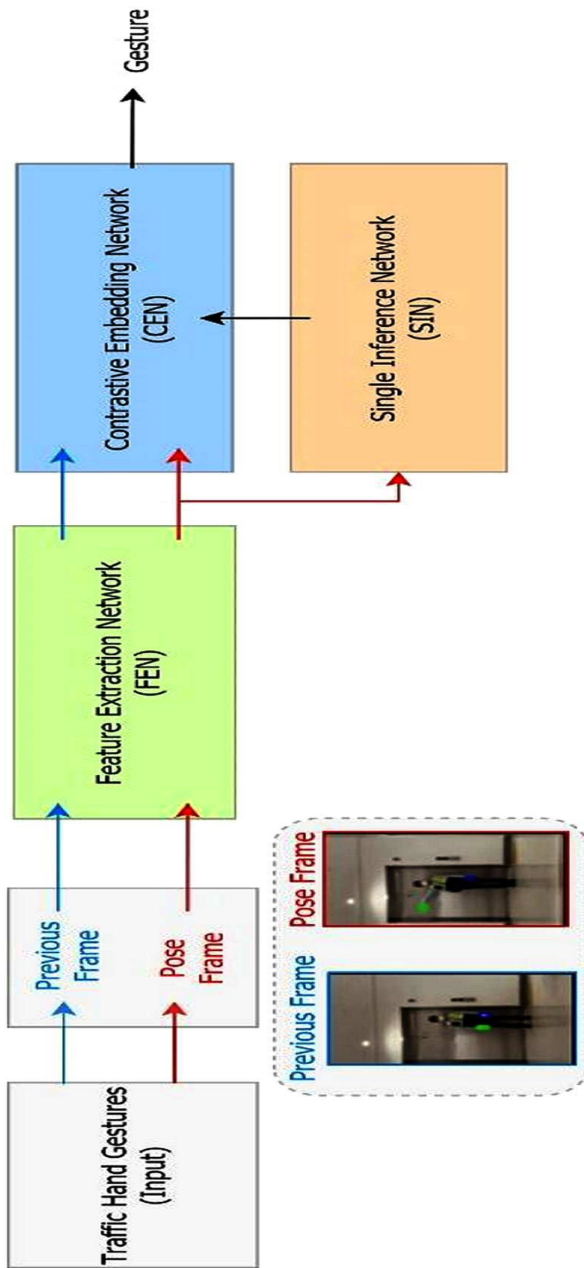 Traffic Hand Gestures
(Input)
Previous
Frame
Pose
Frame
Feature Extraction Network
(FEN)
Contrastive Embedding Network
(CEN)
Gesture
Single Inference Network
(SIN)
Previous Frame
Pose Frame